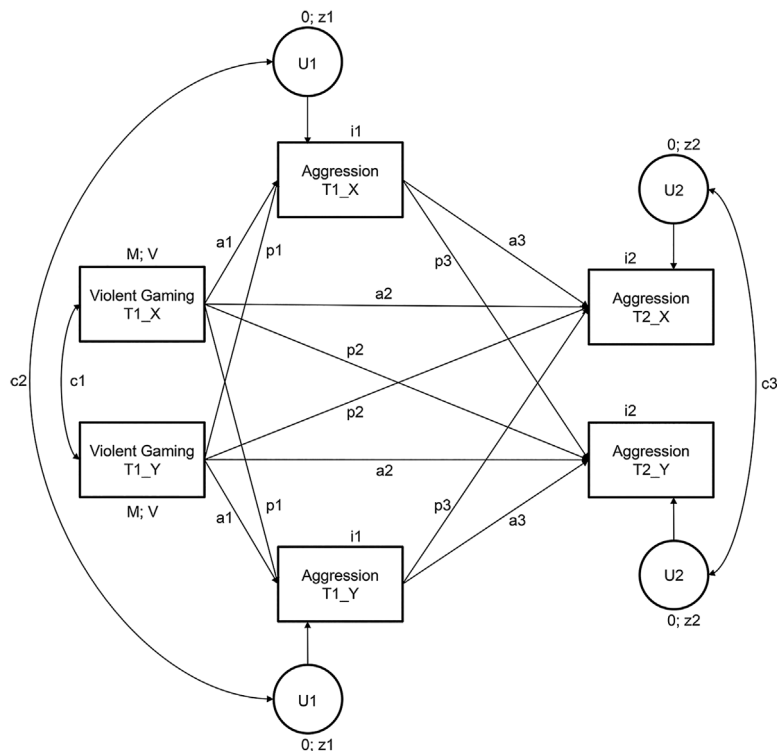 0; z1
U1
i1
Aggression
T1_X
0; z2
U2
a1
p1
a3
p3
M; V
i2
Violent Gaming
T1_X
a2
Aggression
T2_X
p2
c2
c1
c3
p2
i2
Violent Gaming
T1_Y
a2
Aggression
T2_Y
M; V
a1
p1
p3
a3
i1
Aggression
T1_Y
U2
0; z2
U1
0; z1